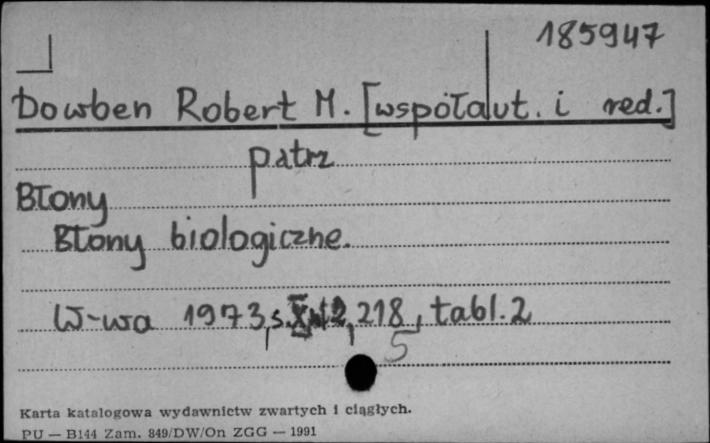 185947
Dowben Robert M. [współaut. i red.]
patrz
Błony
Błony biologiczne.
W-wa 1973, s. 218, tabl. 2
5
Karta katalogowa wydawnictw zwartych i ciągłych.
PU — B144 Zam. 849/DW/On ZGG — 1991